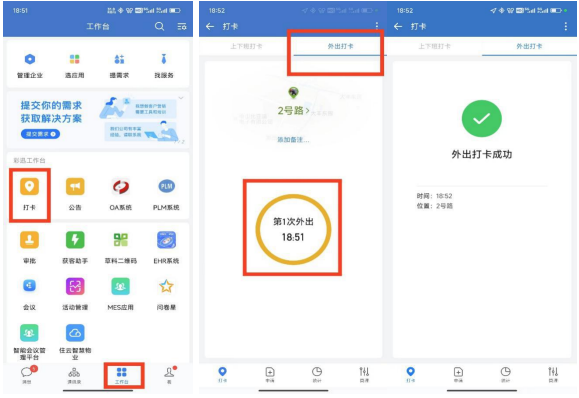 18:51
工作台
管理企业
选应用
提需求
找服务
提交你的需求
获取解决方案
提交需求
彩迅工作台
打卡
公告
OA系统
PLM
PLM系统
审批
获客助手
草料二维码
EHR系统
会议
活动管理
MES应用
问卷星
智能会议管
理平台
任云智慧物
业
消息
通讯录
工作台
我
18:52
打卡
上下班打卡
外出打卡
2号路
添加备注...
第1次外出
18:51
打卡
统计
18:52
打卡
上下班打卡
外出打卡
外出打卡成功
时间：18:52
位置：2号路
打卡
统计